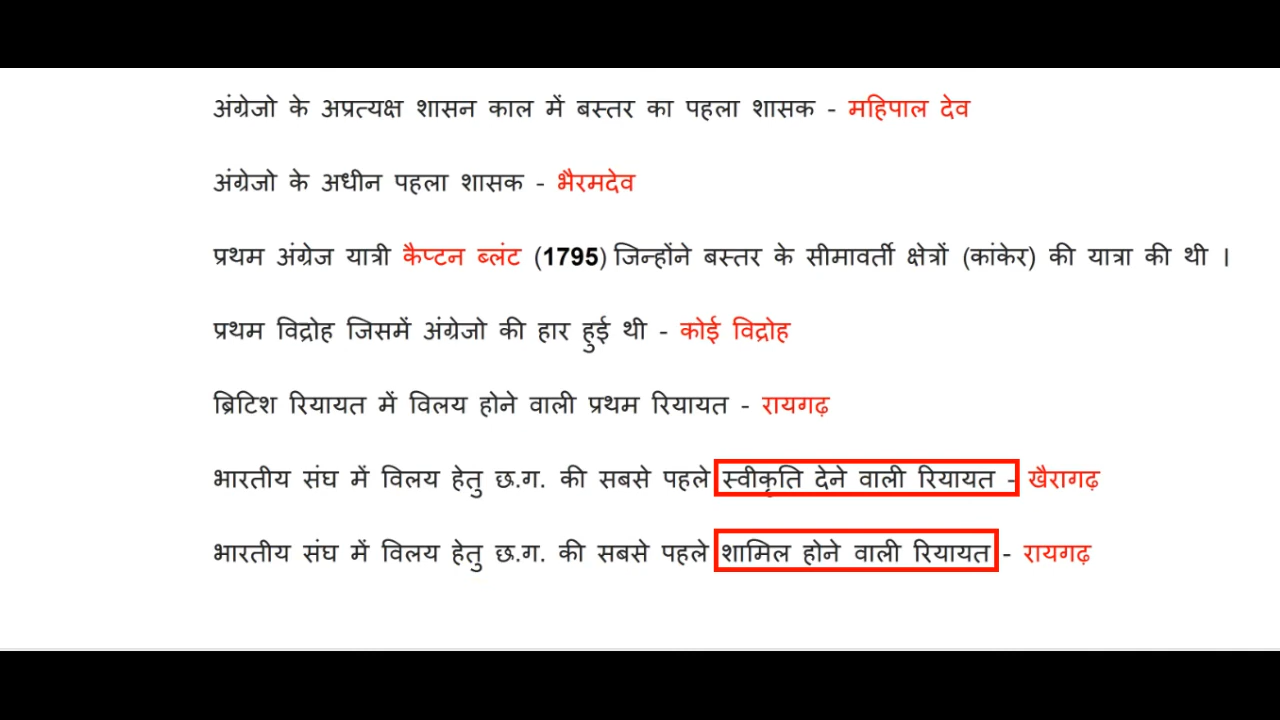 अंग्रेजो के अप्रत्यक्ष शासन काल में बस्तर का पहला शासक - महिपाल देव
अंग्रेजो के अधीन पहला शासक - भैरमदेव
प्रथम अंग्रेज यात्री कैप्टन ब्लंट (1795) जिन्होंने बस्तर के सीमावर्ती क्षेत्रों (कांकेर) की यात्रा की थी ।
प्रथम विद्रोह जिसमें अंग्रेजो की हार हुई थी - कोई विद्रोह
ब्रिटिश रियायत में विलय होने वाली प्रथम रियायत - रायगढ़
भारतीय संघ में विलय हेतु छ.ग. की सबसे पहले स्वीकृति देने वाली रियायत - खैरागढ़
भारतीय संघ में विलय हेतु छ.ग. की सबसे पहले शामिल होने वाली रियायत - रायगढ़